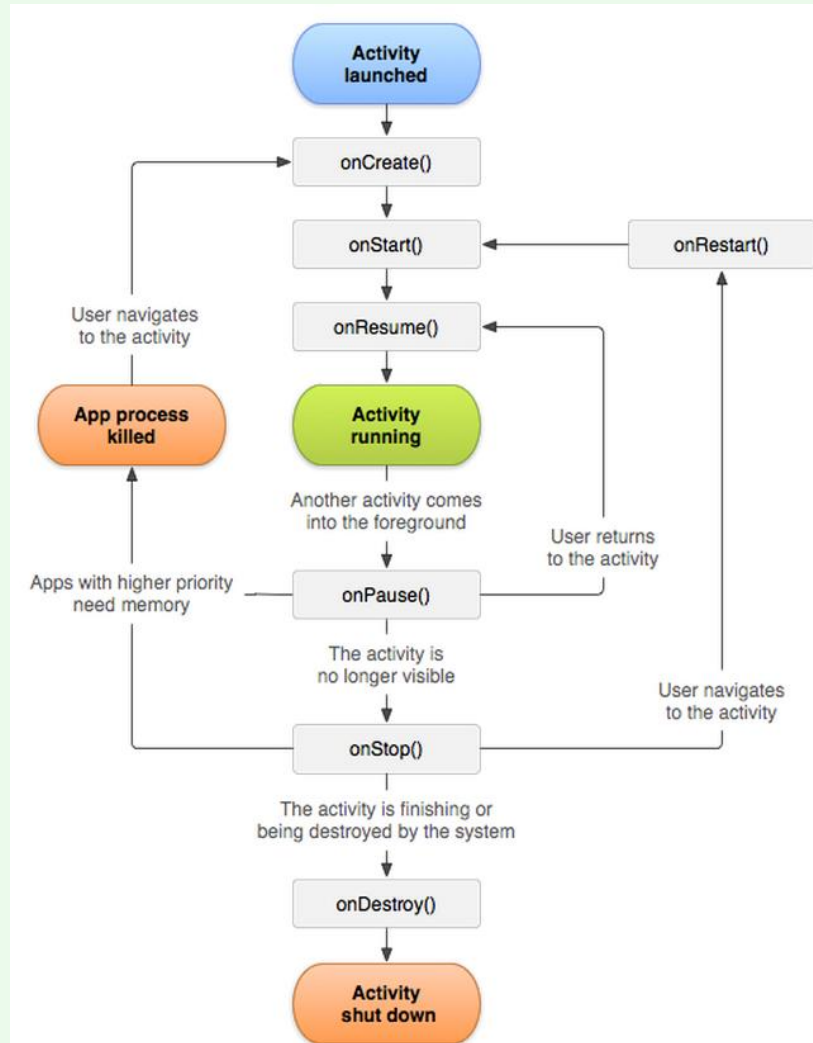 Activity
launched
onCreate()
onStart()
onRestart()
User navigates
to the activity
onResume()
App process
killed
Activity
running
Another activity comes
into the foreground
User returns
to the activity
Apps with higher priority
need memory
onPause()
The activity is
no longer visible
User navigates
to the activity
onStop()
The activity is finishing or
being destroyed by the system
onDestroy()
Activity
shut down